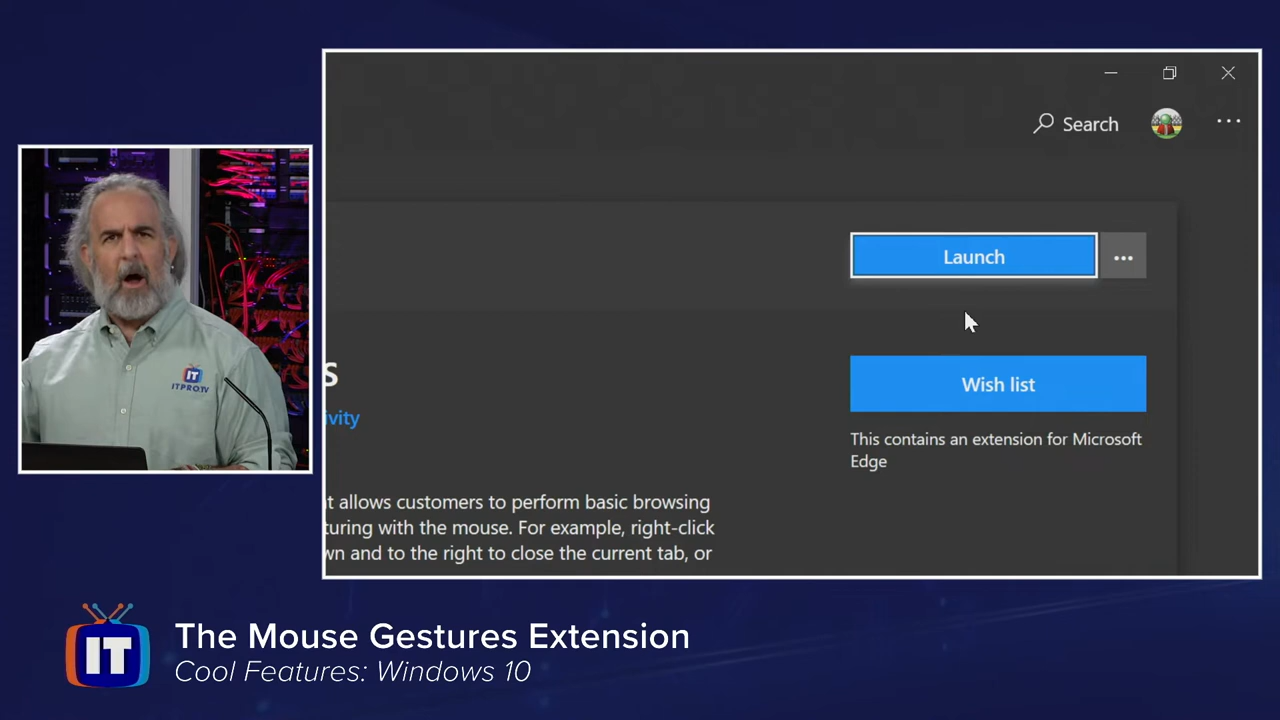 Search
Launch
s
ivity
Wish list
This contains an extension for Microsoft
Edge
t allows customers to perform basic browsing
turing with the mouse. For example, right-click
wn and to the right to close the current tab, or
IT
ITPRO.TV
IT
The Mouse Gestures Extension
Cool Features: Windows 10